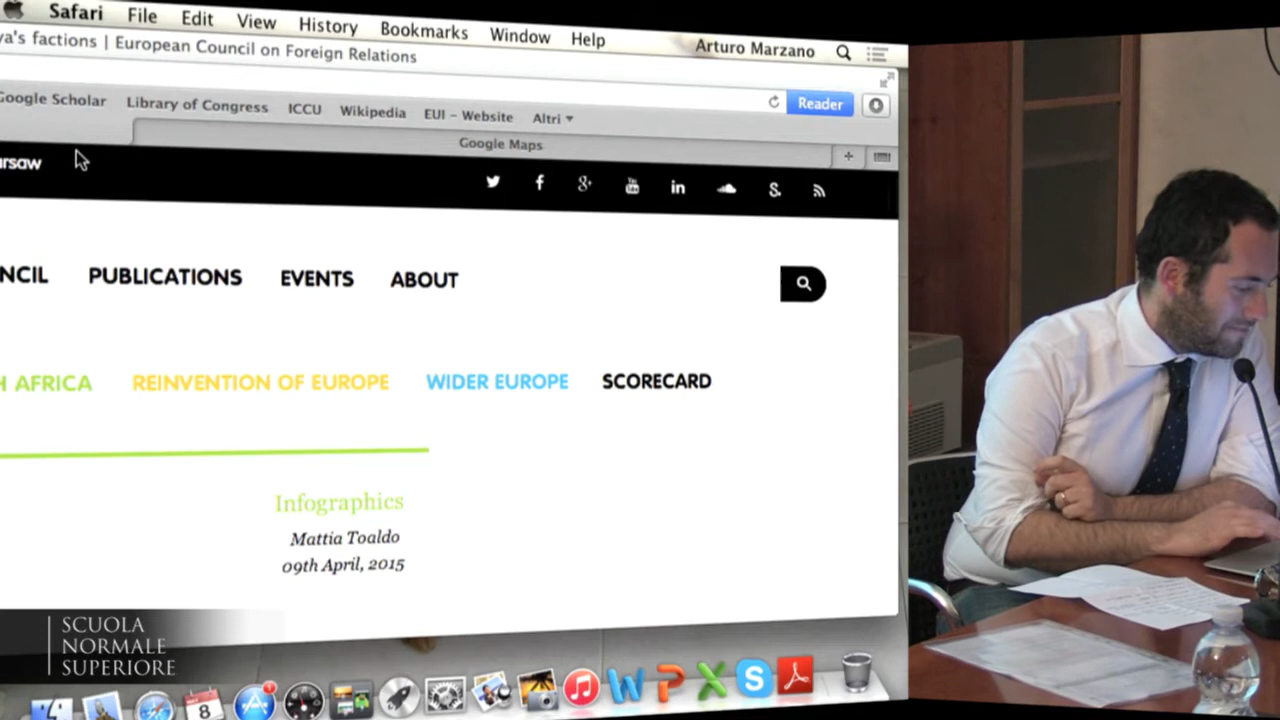 Safari File Edit View History Bookmarks Window Help Arturo Marzano
ya's factions | European Council on Foreign Relations
Reader
Google Scholar Library of Congress ICCU Wikipedia EUI – Website Altri
Google Maps
rsaw
NCIL PUBLICATIONS EVENTS ABOUT
H AFRICA REINVENTION OF EUROPE WIDER EUROPE SCORECARD
Infographics
Mattia Toaldo
09th April, 2015
SCUOLA
NORMALE
SUPERIORE
8